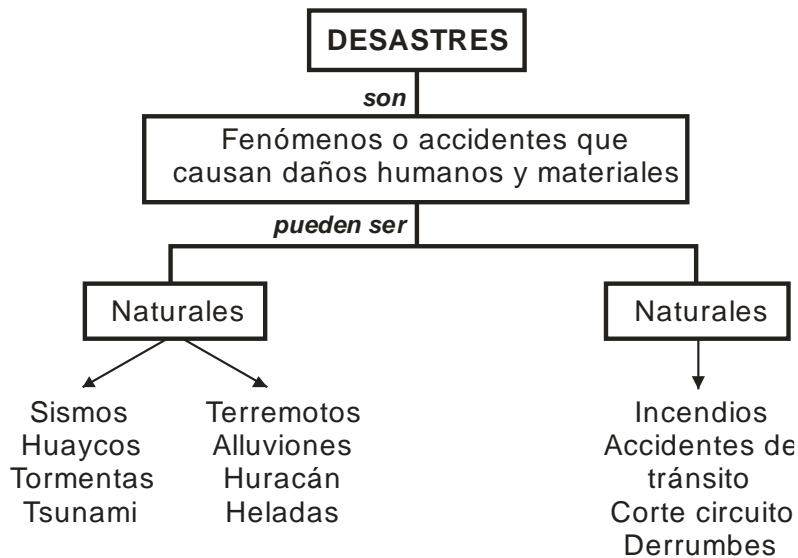 DESASTRES
son
Fenómenos o accidentes que
causan daños humanos y materiales
pueden ser
Naturales
Sismos
Huaycos
Tormentas
Tsunami
Terremotos
Alluviones
Huracán
Heladas
Naturales
Incendios
Accidentes de
tránsito
Corte circuito
Derrumbes